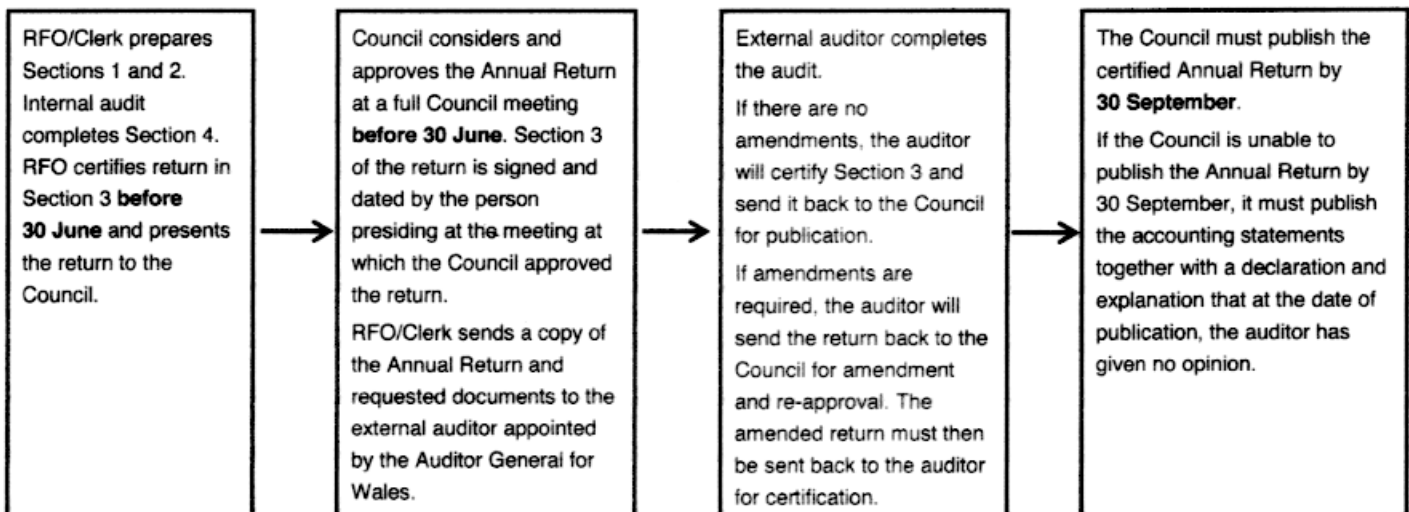 RFO/Clerk prepares
Sections 1 and 2.
Internal audit
completes Section 4.
RFO certifies return in
Section 3 before
30 June and presents
the return to the
Council.
Council considers and
approves the Annual Return
at a full Council meeting
before 30 June. Section 3
of the return is signed and
dated by the person
presiding at the meeting at
which the Council approved
the return.
RFO/Clerk sends a copy of
the Annual Return and
requested documents to the
external auditor appointed
by the Auditor General for
Wales.
External auditor completes
the audit.
If there are no
amendments, the auditor
will certify Section 3 and
send it back to the Council
for publication.
If amendments are
required, the auditor will
send the return back to the
Council for amendment
and re-approval. The
amended return must then
be sent back to the auditor
for certification.
The Council must publish the
certified Annual Return by
30 September.
If the Council is unable to
publish the Annual Return by
30 September, it must publish
the accounting statements
together with a declaration and
explanation that at the date of
publication, the auditor has
given no opinion.